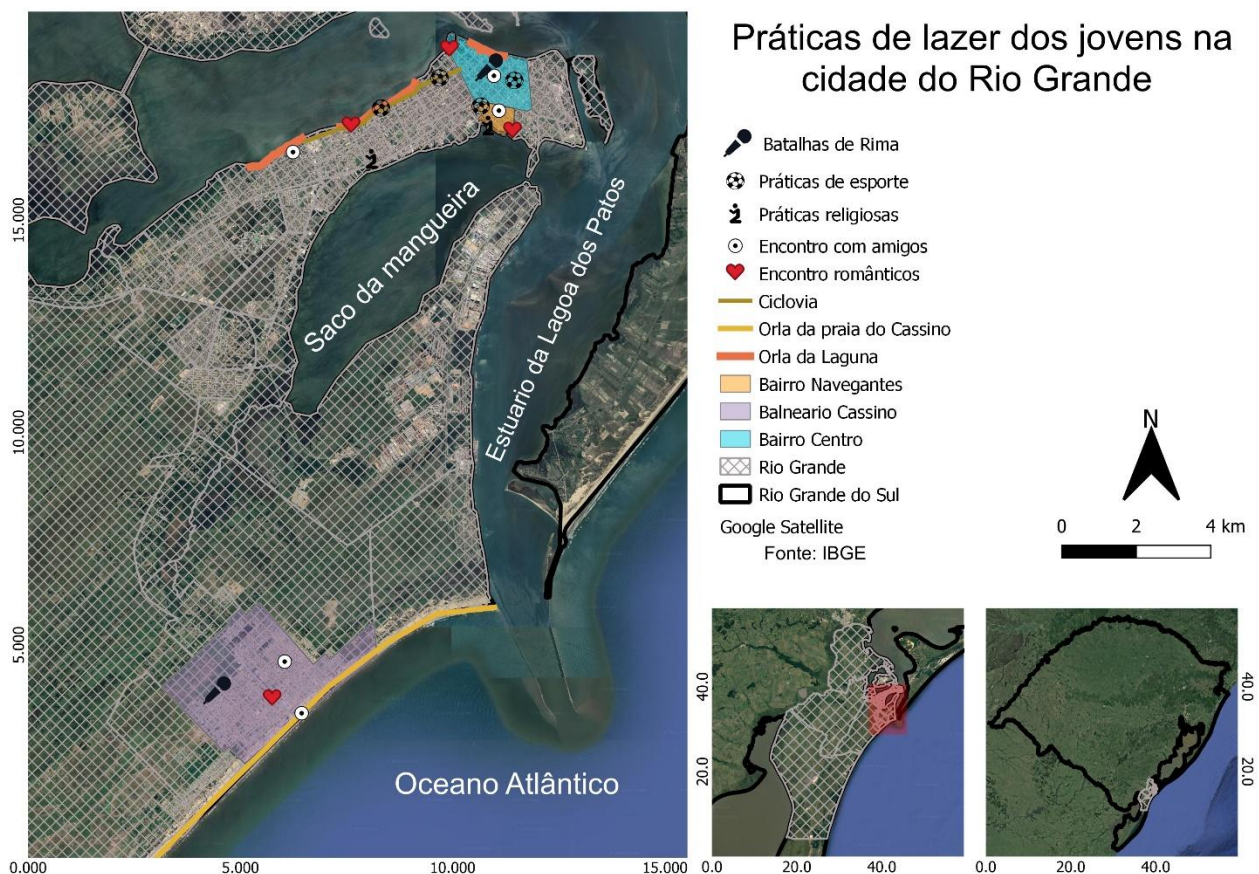 Práticas de lazer dos jovens na
cidade do Rio Grande
Batalhas de Rima
Práticas de esporte
Práticas religiosas
Encontro com amigos
Encontro românticos
Ciclovia
Orla da praia do Cassino
Orla da Laguna
Bairro Navegantes
Balneario Cassino
Bairro Centro
Rio Grande
Rio Grande do Sul
Google Satellite
Fonte: IBGE
N
0 2 4 km
Saco da mangueira
Estuario da Lagoa dos Patos
Oceano Atlântico
15.000
10.000
5.000
0.000 5.000 10.000 15.000
40.0
20.0
0.0 20.0 40.0
40.0
20.0
0.0 20.0 40.0